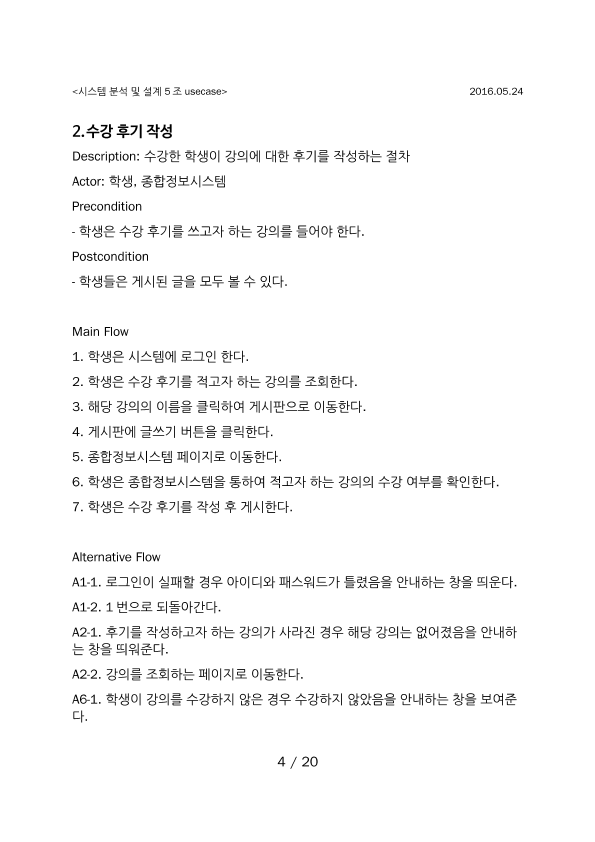 <시스템 분석 및 설계 5 조 usecase> 2016.05.24
2.수강 후기 작성
Description: 수강한 학생이 강의에 대한 후기를 작성하는 절차
Actor: 학생, 종합정보시스템
Precondition
- 학생은 수강 후기를 쓰고자 하는 강의를 들어야 한다.
Postcondition
- 학생들은 게시된 글을 모두 볼 수 있다.
Main Flow
1. 학생은 시스템에 로그인 한다.
2. 학생은 수강 후기를 적고자 하는 강의를 조회한다.
3. 해당 강의의 이름을 클릭하여 게시판으로 이동한다.
4. 게시판에 글쓰기 버튼을 클릭한다.
5. 종합정보시스템 페이지로 이동한다.
6. 학생은 종합정보시스템을 통하여 적고자 하는 강의의 수강 여부를 확인한다.
7. 학생은 수강 후기를 작성 후 게시한다.
Alternative Flow
A1-1. 로그인이 실패할 경우 아이디와 패스워드가 틀렸음을 안내하는 창을 띄운다.
A1-2. 1 번으로 되돌아간다.
A2-1. 후기를 작성하고자 하는 강의가 사라진 경우 해당 강의는 없어졌음을 안내하
는 창을 띄워준다.
A2-2. 강의를 조회하는 페이지로 이동한다.
A6-1. 학생이 강의를 수강하지 않은 경우 수강하지 않았음을 안내하는 창을 보여준
다.
4 / 20